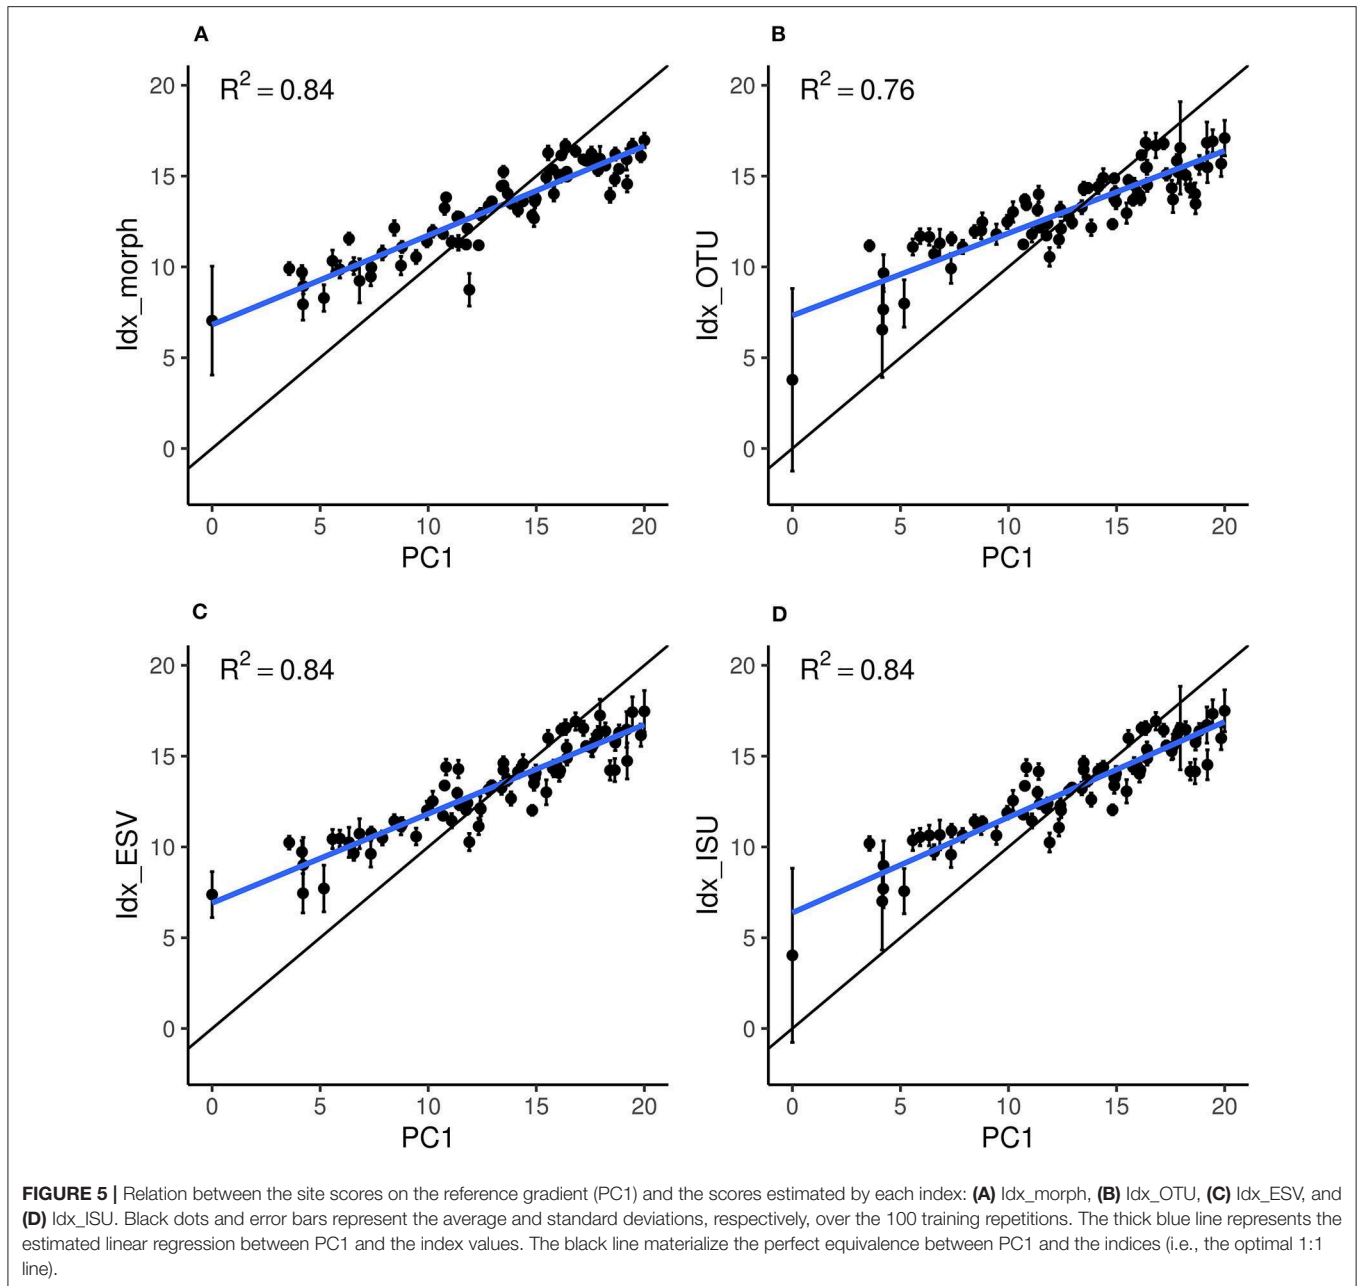 A
R² = 0.84
Idx_morph
20
15
10
5
0
0 5 10 15 20
PC1
B
R² = 0.76
Idx_OTU
20
15
10
5
0
0 5 10 15 20
PC1
C
R² = 0.84
Idx_ESV
20
15
10
5
0
0 5 10 15 20
PC1
D
R² = 0.84
Idx_ISU
20
15
10
5
0
0 5 10 15 20
PC1
FIGURE 5 | Relation between the site scores on the reference gradient (PC1) and the scores estimated by each index: (A) Idx_morph, (B) Idx_OTU, (C) Idx_ESV, and
(D) Idx_ISU. Black dots and error bars represent the average and standard deviations, respectively, over the 100 training repetitions. The thick blue line represents the
estimated linear regression between PC1 and the index values. The black line materialize the perfect equivalence between PC1 and the indices (i.e., the optimal 1:1
line).